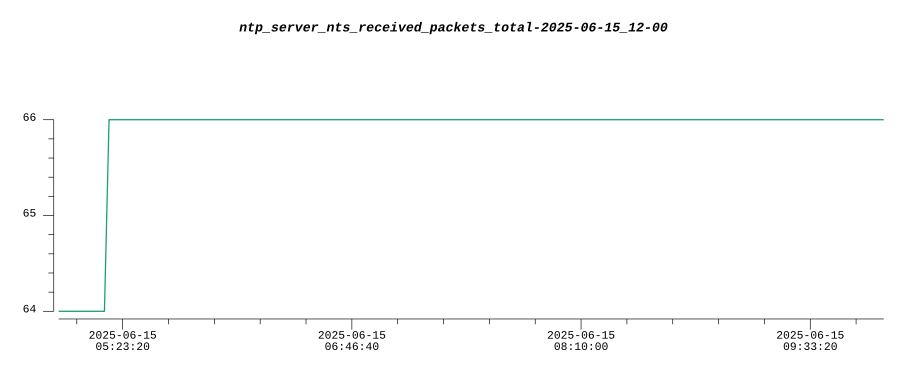 ntp_server_nts_received_packets_total-2025-06-15_12-00
66
65
64
2025-06-15 2025-06-15 2025-06-15 2025-06-15
05:23:20 06:46:40 08:10:00 09:33:20